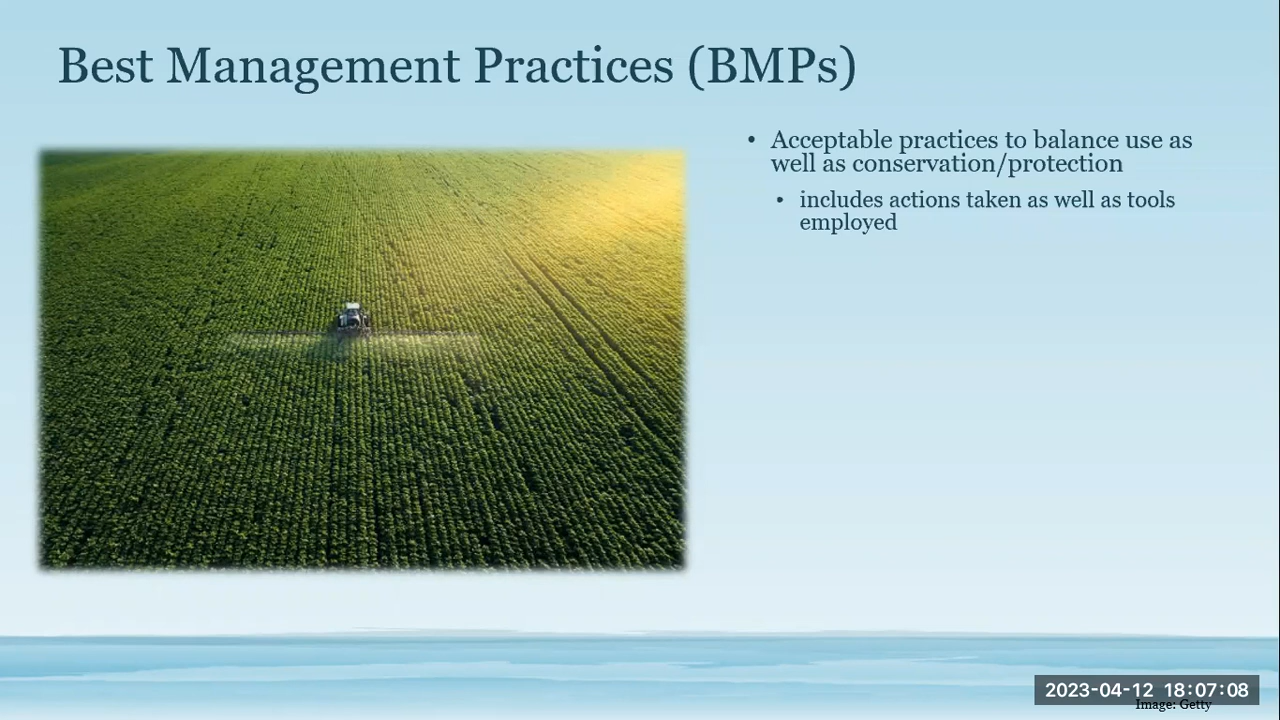 Best Management Practices (BMPs)
• Acceptable practices to balance use as
well as conservation/protection
• includes actions taken as well as tools
employed
2023-04-12 18:07:08
Image: Getty